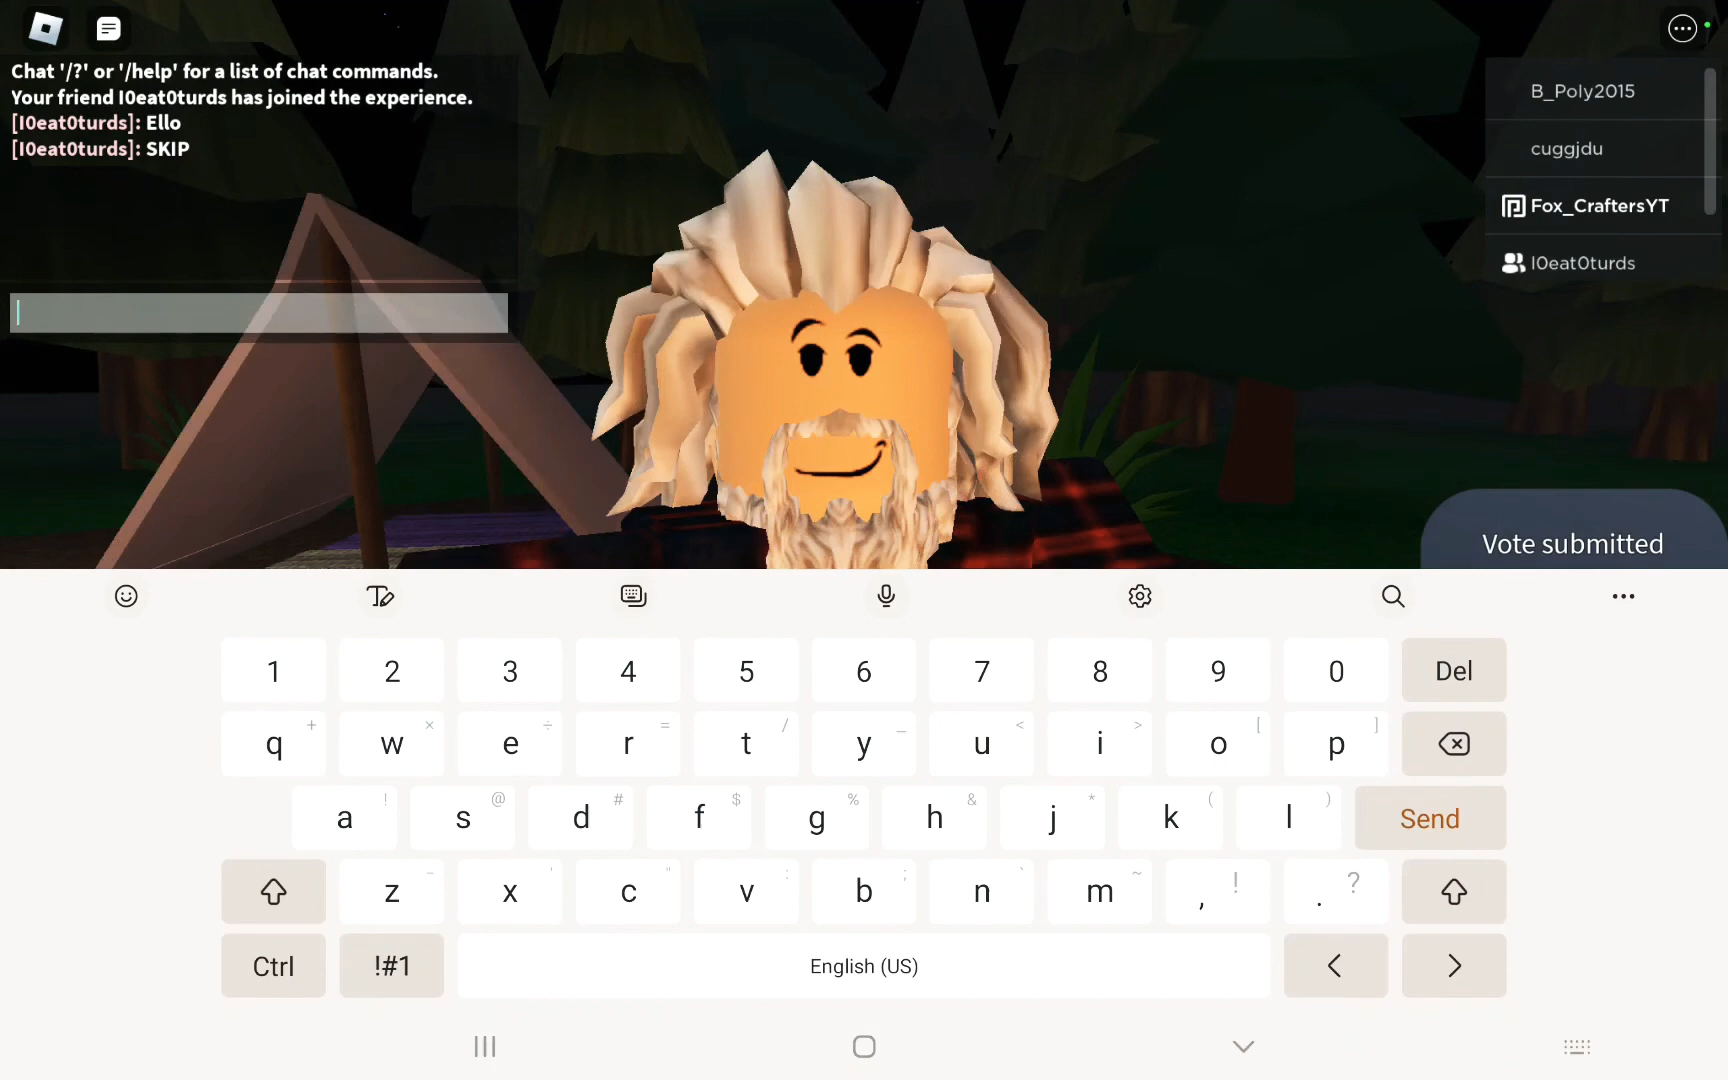 Chat '/?' or '/help' for a list of chat commands.
Your friend I0eat0turds has joined the experience.
[I0eat0turds]: Ello
[I0eat0turds]: SKIP
B_Poly2015
cuggjdu
Fox_CraftersYT
I0eat0turds
Vote submitted
1 2 3 4 5 6 7 8 9 0 Del
q + w × e ÷ r = t / y _ u < i > o [ p ]
a ! s @ d # f $ g % h & j * k ( l ) Send
z - x ' c " v : b ; n ` m ~ , ! . ?
Ctrl !#1 English (US) < >